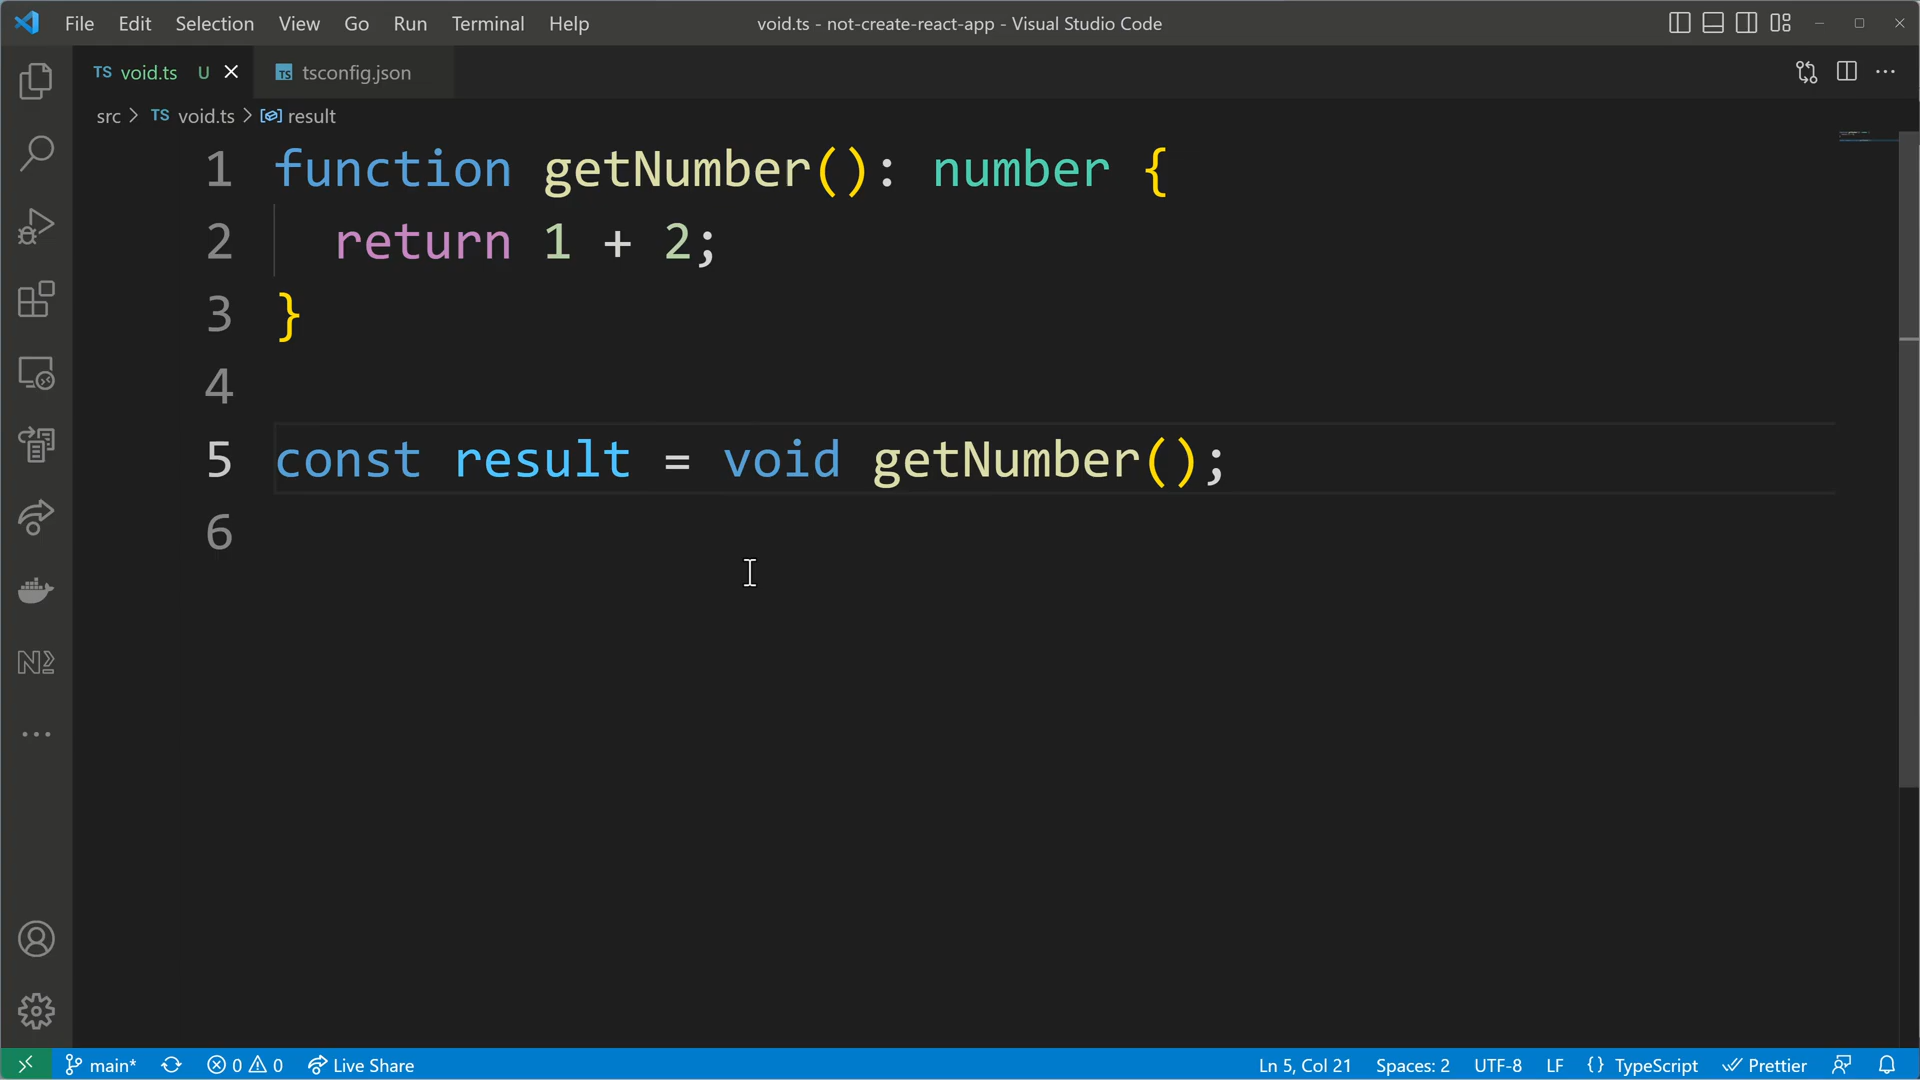 File Edit Selection View Go Run Terminal Help void.ts - not-create-react-app - Visual Studio Code
TS void.ts U TS tsconfig.json
src > TS void.ts > result
1 function getNumber(): number {
2 return 1 + 2;
3 }
4
5 const result = void getNumber();
6
main* 0 0 Live Share Ln 5, Col 21 Spaces: 2 UTF-8 LF {} TypeScript Prettier